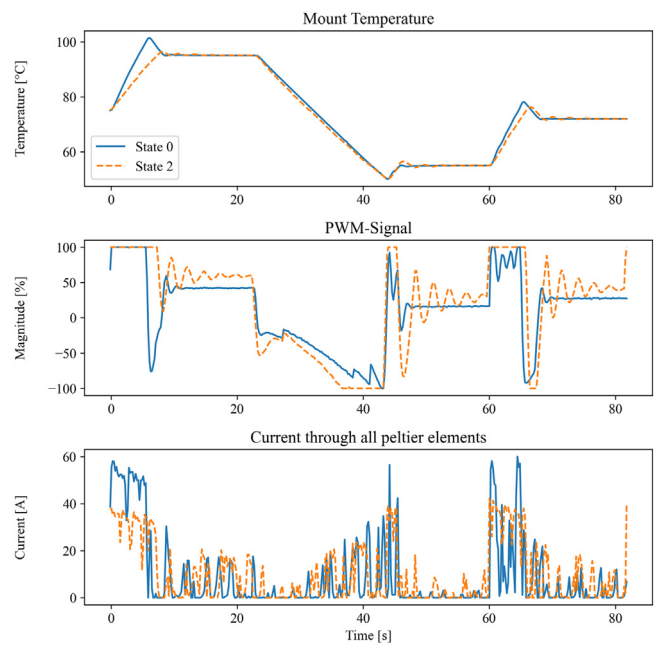 Mount Temperature
Temperature [°C]
100
80
60
State 0
State 2
0 20 40 60 80
PWM-Signal
Magnitude [%]
100
50
0
−50
−100
0 20 40 60 80
Current through all peltier elements
Current [A]
60
40
20
0
0 20 40 60 80
Time [s]